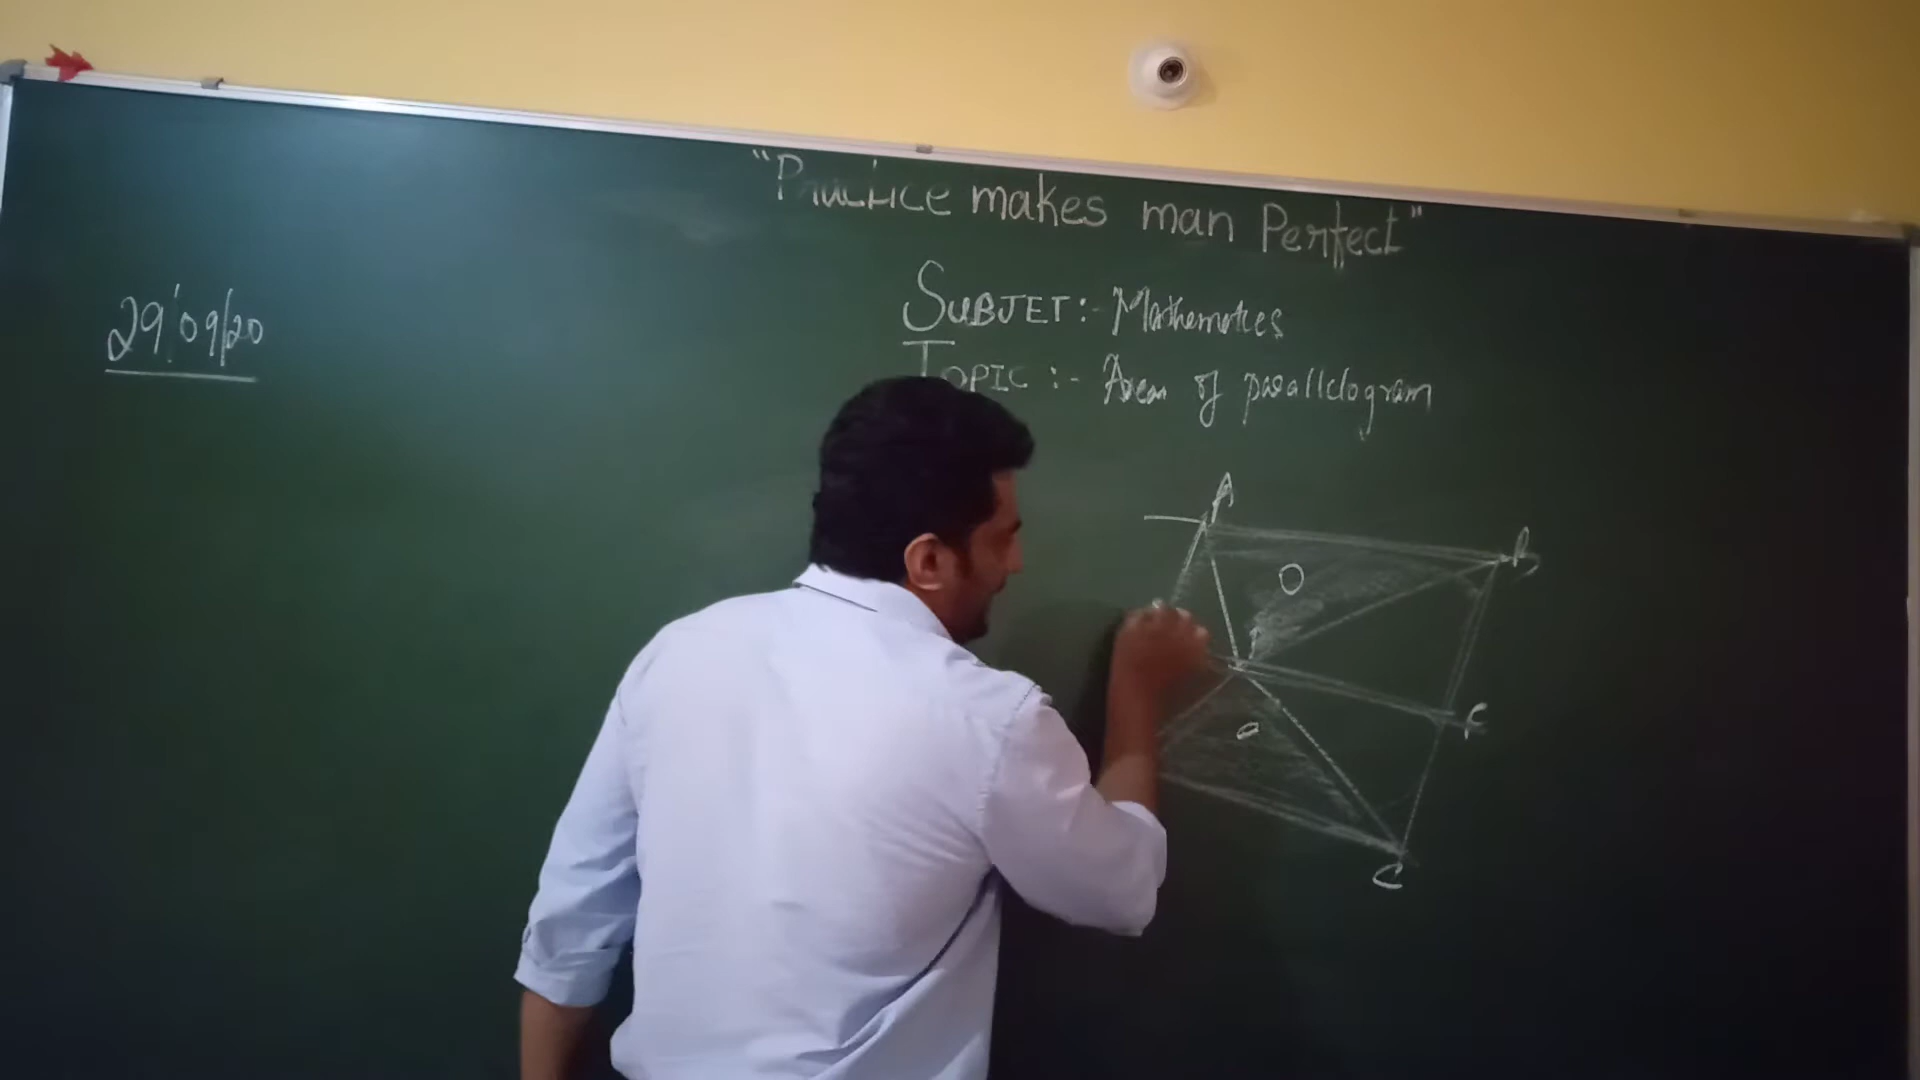 "Practice makes man Perfect"
SUBJET:- Mathematics
29/09/20
TOPIC :- Area of parallelogram
A
B
O
P
F
C